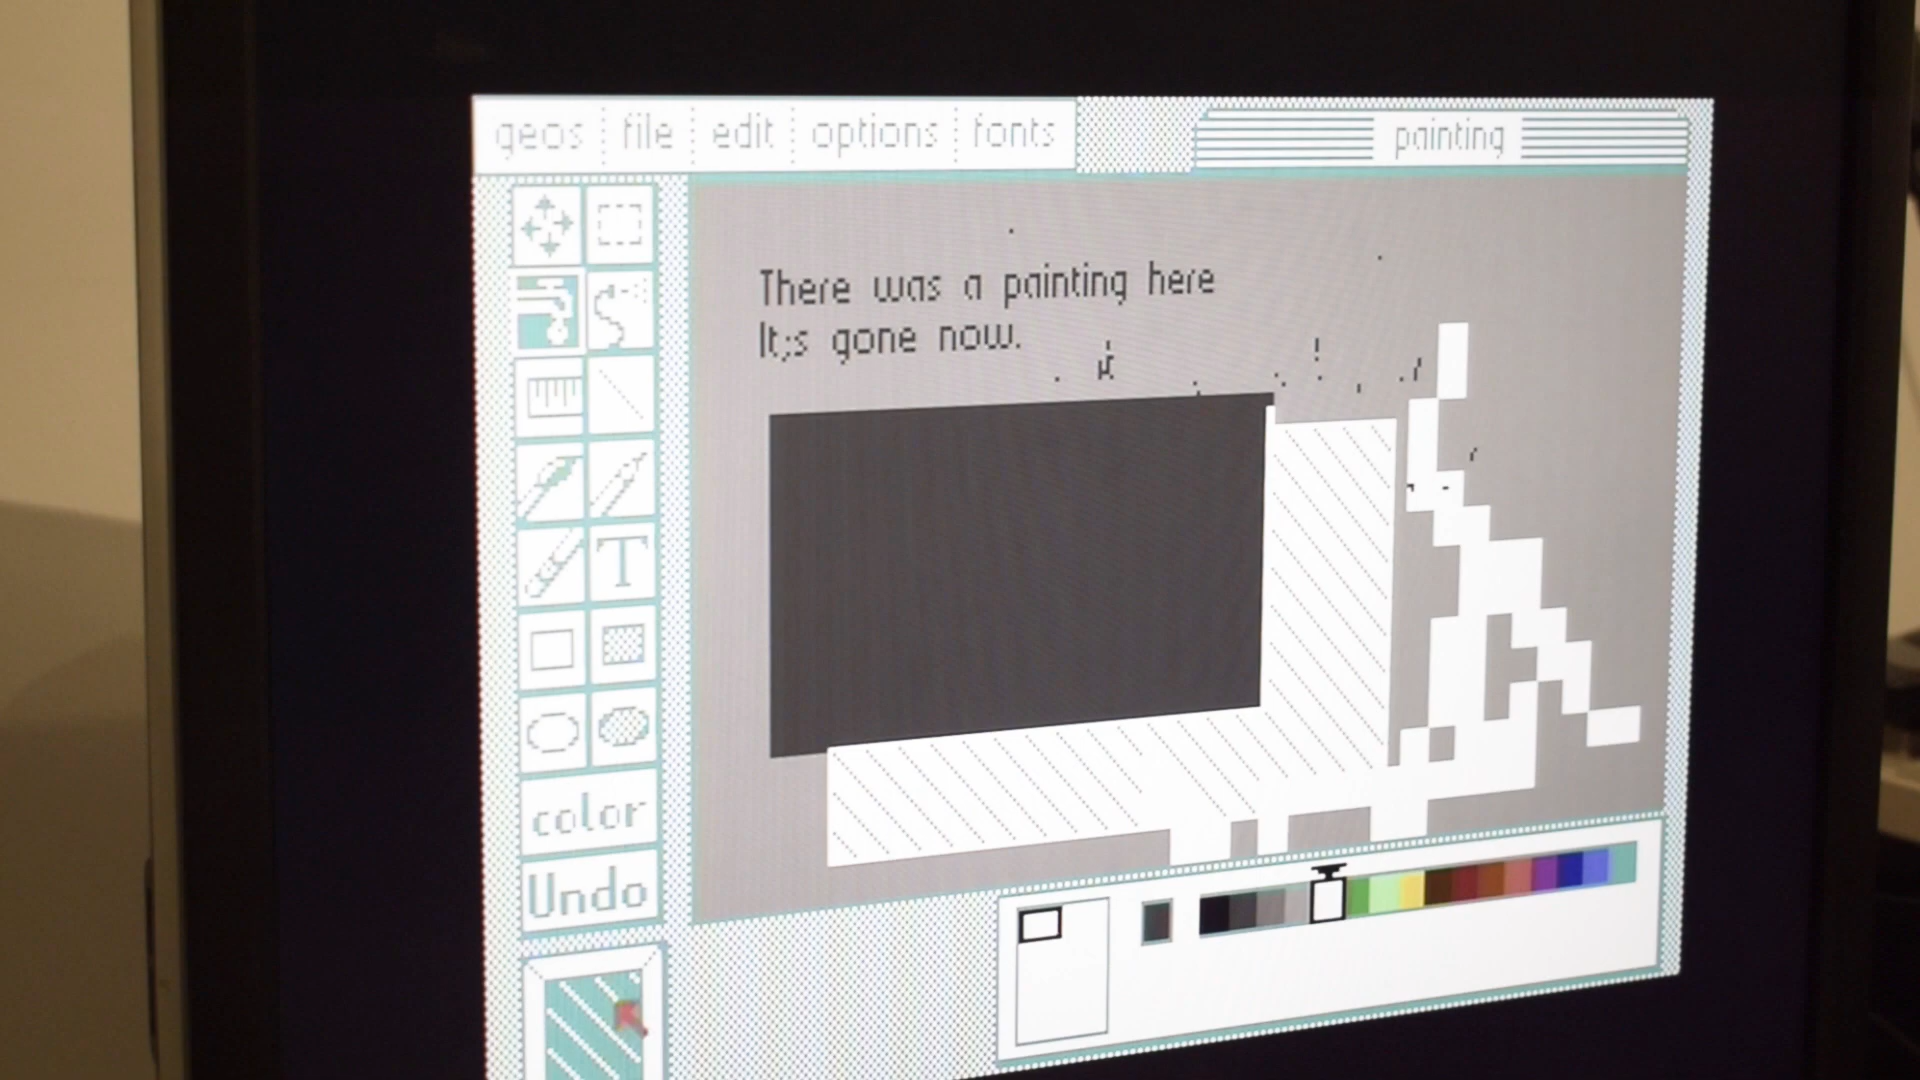 geos file edit options fonts
painting
There was a painting here
It;s gone now.
T
color
Undo